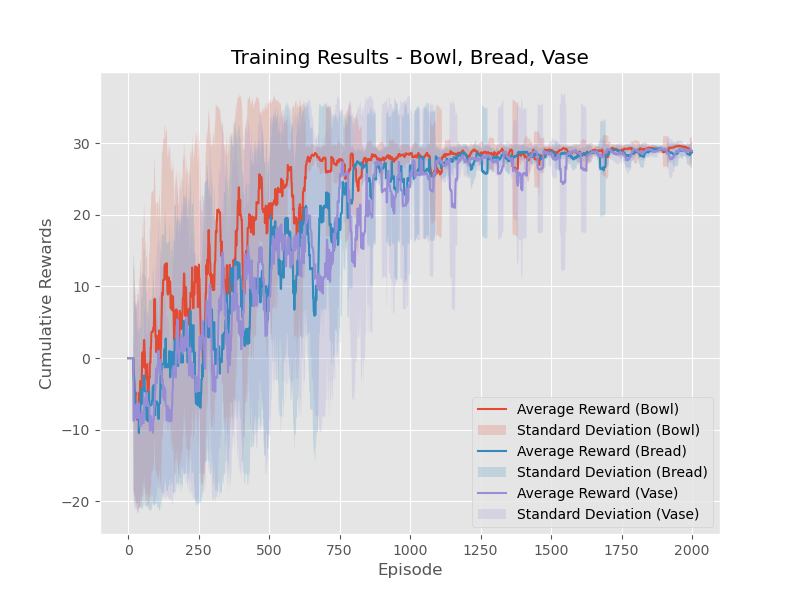 Training Results - Bowl, Bread, Vase
Cumulative Rewards
30
20
10
0
−10
−20
0 250 500 750 1000 1250 1500 1750 2000
Episode
Average Reward (Bowl)
Standard Deviation (Bowl)
Average Reward (Bread)
Standard Deviation (Bread)
Average Reward (Vase)
Standard Deviation (Vase)